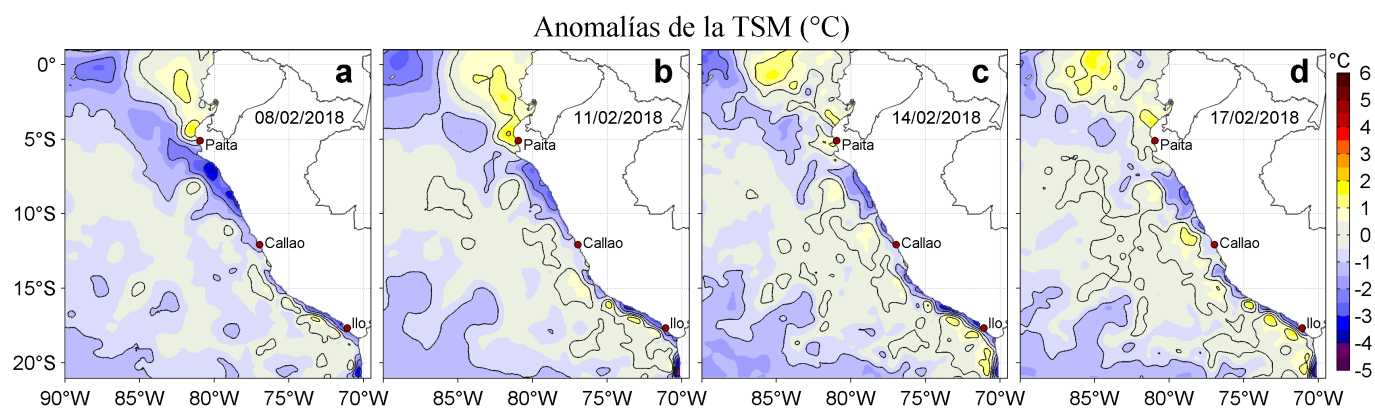 Anomalías de la TSM (°C)
a
b
c
d
08/02/2018
11/02/2018
14/02/2018
17/02/2018
Paita
Callao
Ilo
Paita
Callao
Ilo
Paita
Callao
Ilo
Paita
Callao
Ilo
0°
5°S
10°S
15°S
20°S
90°W 85°W 80°W 75°W 70°W
85°W 80°W 75°W 70°W
85°W 80°W 75°W 70°W
85°W 80°W 75°W 70°W
°C
6
5
4
3
2
1
0
-1
-2
-3
-4
-5